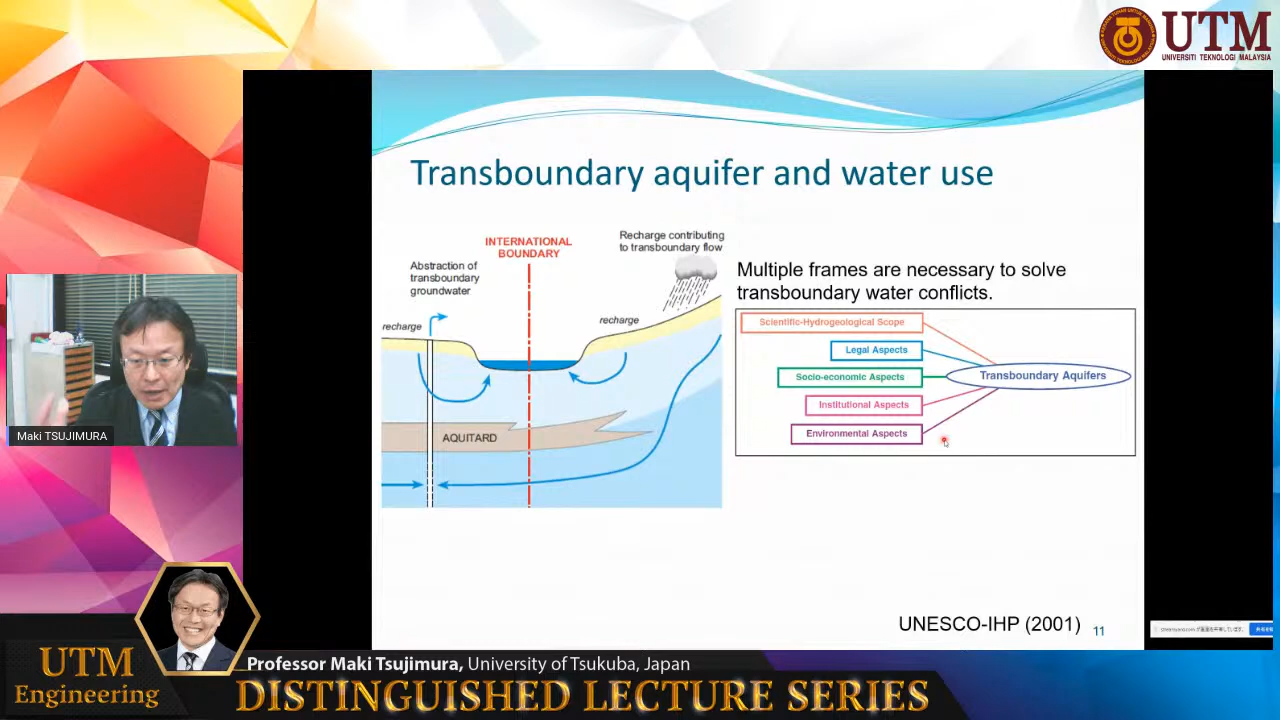 UTM
UNIVERSITI TEKNOLOGI MALAYSIA
Transboundary aquifer and water use
INTERNATIONAL
BOUNDARY
Recharge contributing
to transboundary flow
Abstraction of
transboundary
groundwater
recharge
recharge
AQUITARD
Multiple frames are necessary to solve
transboundary water conflicts.
Scientific-Hydrogeological Scope
Legal Aspects
Socio-economic Aspects
Institutional Aspects
Environmental Aspects
Transboundary Aquifers
Maki TSUJIMURA
UNESCO-IHP (2001)
11
Professor Maki Tsujimura, University of Tsukuba, Japan
UTM
Engineering
DISTINGUISHED LECTURE SERIES